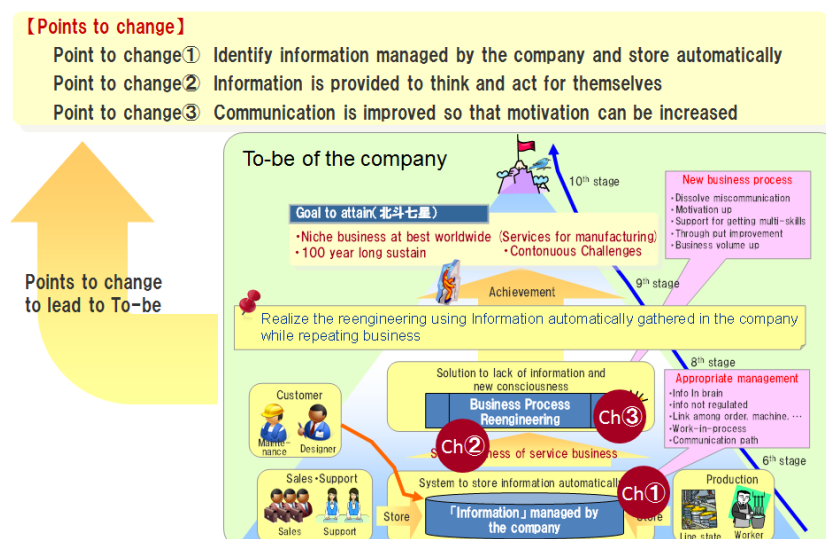 【Points to change】
Point to change① Identify information managed by the company and store automatically
Point to change② Information is provided to think and act for themselves
Point to change③ Communication is improved so that motivation can be increased
To-be of the company
10th stage
New business process
・Dissolve miscommunication
・Motivation up
・Support for getting multi-skills
・Through put improvement
・Business volume up
Goal to attain(北斗七星)
・Niche business at best worldwide (Services for manufacturing)
・100 year long sustain ・Contonuous Challenges
Points to change
to lead to To-be
Achievement
9th stage
Realize the reengineering using Information automatically gathered in the company
while repeating business
8th stage
Solution to lack of information and
new consciousness
Appropriate management
・Info In brain
・info not regulated
・Link among order, machine, …
・Work-in-process
・Communication path
Customer
Business Process
Reengineering
Ch③
Mainte-
nance
Designer
Ch②
of service business
6th stage
System to store information automatically
Ch①
Sales・Support
Production
Store
「Information」managed by
the company
Store
Sales
Support
Line state
Worker